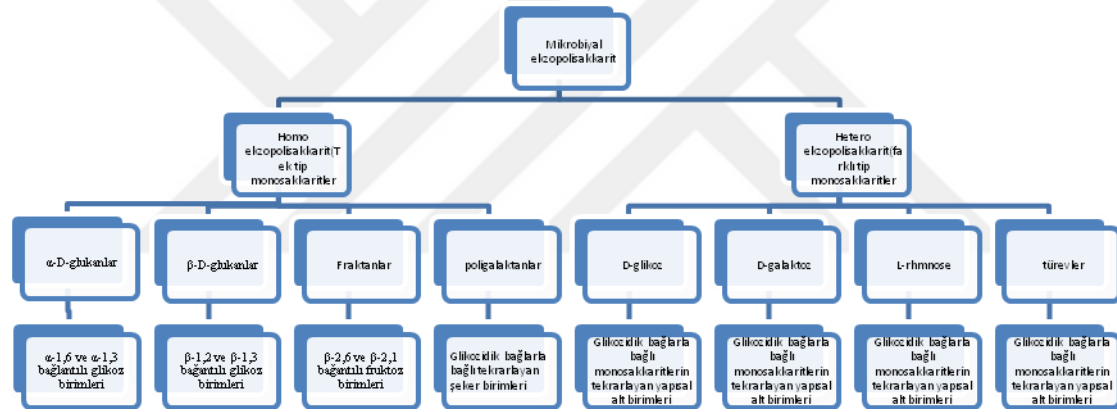 Mikrobiyal
ekzopolisakkarit
Homo
ekzopolisakkarit(T
ek tip
monosakkaritler
Hetero
ekzopolisakkarit(fa
rklı tip
monosakkaritler
α-D-glukanlar
β-D-glukanlar
Fraktanlar
poligalaktanlar
D-glikoz
D-galaktoz
L-rhmnose
türevler
α-1,6 ve α-1,3
bağlantılı glikoz
birimleri
β-1,2 ve β-1,3
bağantılı glikoz
birimleri
β-2,6 ve β-2,1
bağantılı fruktoz
birimleri
Glikozidik bağlarla
bağlı tekrarlayan
şeker birimleri
Glikozidik bağlarla
bağlı
monosakkaritlerin
tekrarlayan yapısal
alt birimleri
Glikozidik bağlarla
bağlı
monosakkaritlerin
tekrarlayan yapısal
alt birimleri
Glikozidik bağlarla
bağlı
monosakkaritlerin
tekrarlayan yapısal
alt birimleri
Glikozidik bağlarla
bağlı
monosakkaritlerin
tekrarlayan yapısal
alt birimleri